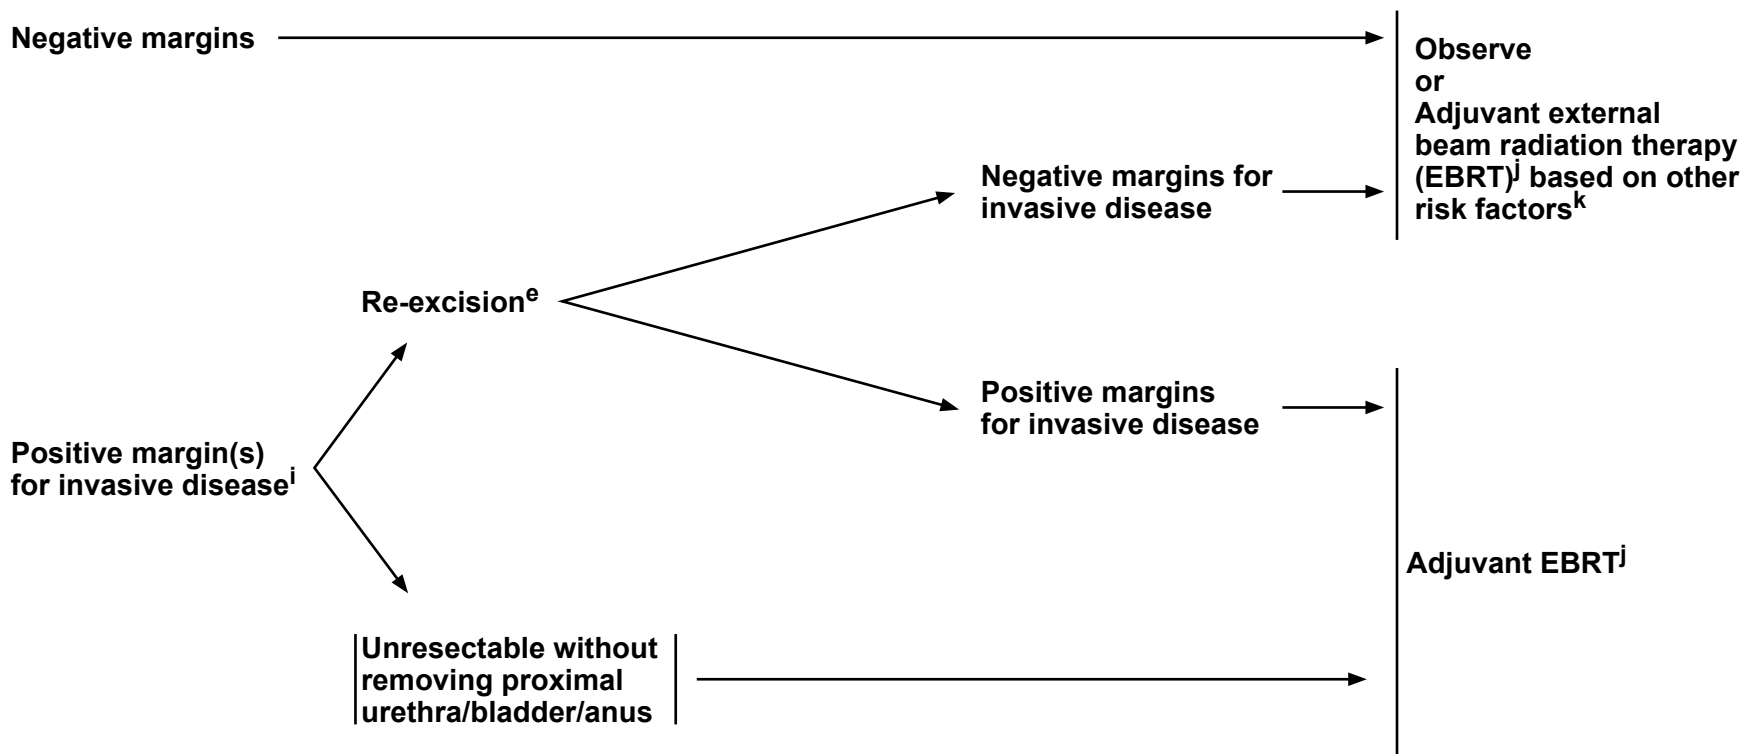 Negative margins
Observe
or
Adjuvant external
beam radiation therapy
(EBRT)j based on other
risk factorsk
Negative margins for
invasive disease
Re-excisione
Positive margins
for invasive disease
Positive margin(s)
for invasive diseasei
Adjuvant EBRTj
Unresectable without
removing proximal
urethra/bladder/anus